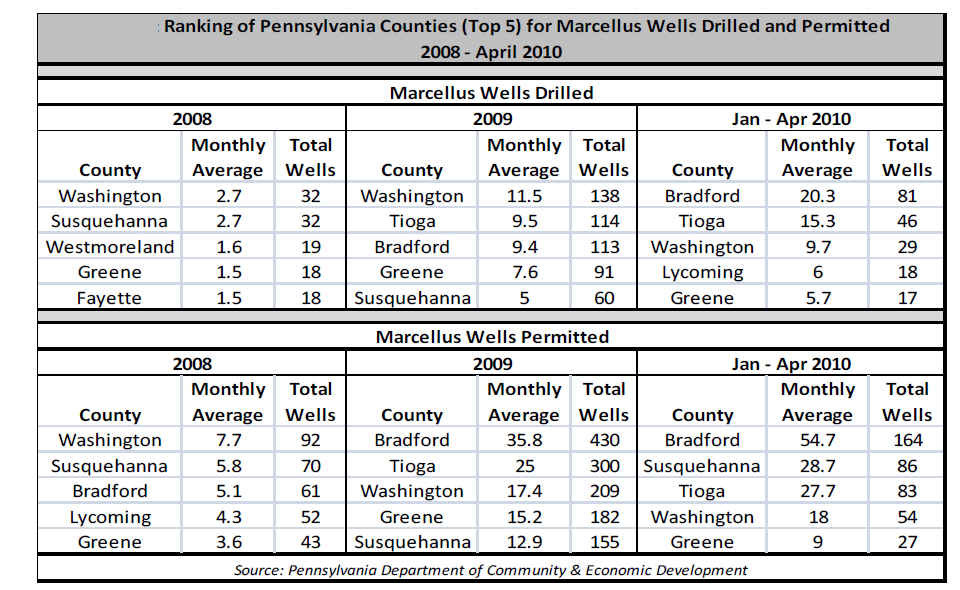 : Ranking of Pennsylvania Counties (Top 5) for Marcellus Wells Drilled and Permitted
2008 - April 2010
Marcellus Wells Drilled
2008 2009 Jan - Apr 2010
Monthly Total Monthly Total Monthly Total
County Average Wells County Average Wells County Average Wells
Washington 2.7 32 Washington 11.5 138 Bradford 20.3 81
Susquehanna 2.7 32 Tioga 9.5 114 Tioga 15.3 46
Westmoreland 1.6 19 Bradford 9.4 113 Washington 9.7 29
Greene 1.5 18 Greene 7.6 91 Lycoming 6 18
Fayette 1.5 18 Susquehanna 5 60 Greene 5.7 17
Marcellus Wells Permitted
2008 2009 Jan - Apr 2010
Monthly Total Monthly Total Monthly Total
County Average Wells County Average Wells County Average Wells
Washington 7.7 92 Bradford 35.8 430 Bradford 54.7 164
Susquehanna 5.8 70 Tioga 25 300 Susquehanna 28.7 86
Bradford 5.1 61 Washington 17.4 209 Tioga 27.7 83
Lycoming 4.3 52 Greene 15.2 182 Washington 18 54
Greene 3.6 43 Susquehanna 12.9 155 Greene 9 27
Source: Pennsylvania Department of Community & Economic Development